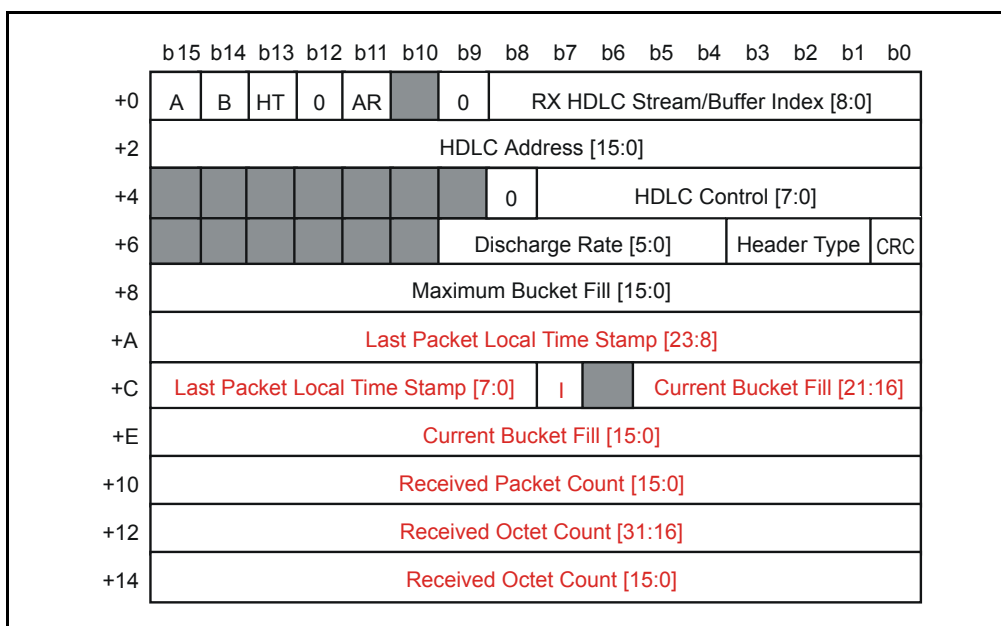 b15 b14 b13 b12 b11 b10 b9 b8 b7 b6 b5 b4 b3 b2 b1 b0
+0 A B HT 0 AR 0 RX HDLC Stream/Buffer Index [8:0]
+2 HDLC Address [15:0]
+4 0 HDLC Control [7:0]
+6 Discharge Rate [5:0] Header Type CRC
+8 Maximum Bucket Fill [15:0]
+A Last Packet Local Time Stamp [23:8]
+C Last Packet Local Time Stamp [7:0] I Current Bucket Fill [21:16]
+E Current Bucket Fill [15:0]
+10 Received Packet Count [15:0]
+12 Received Octet Count [31:16]
+14 Received Octet Count [15:0]